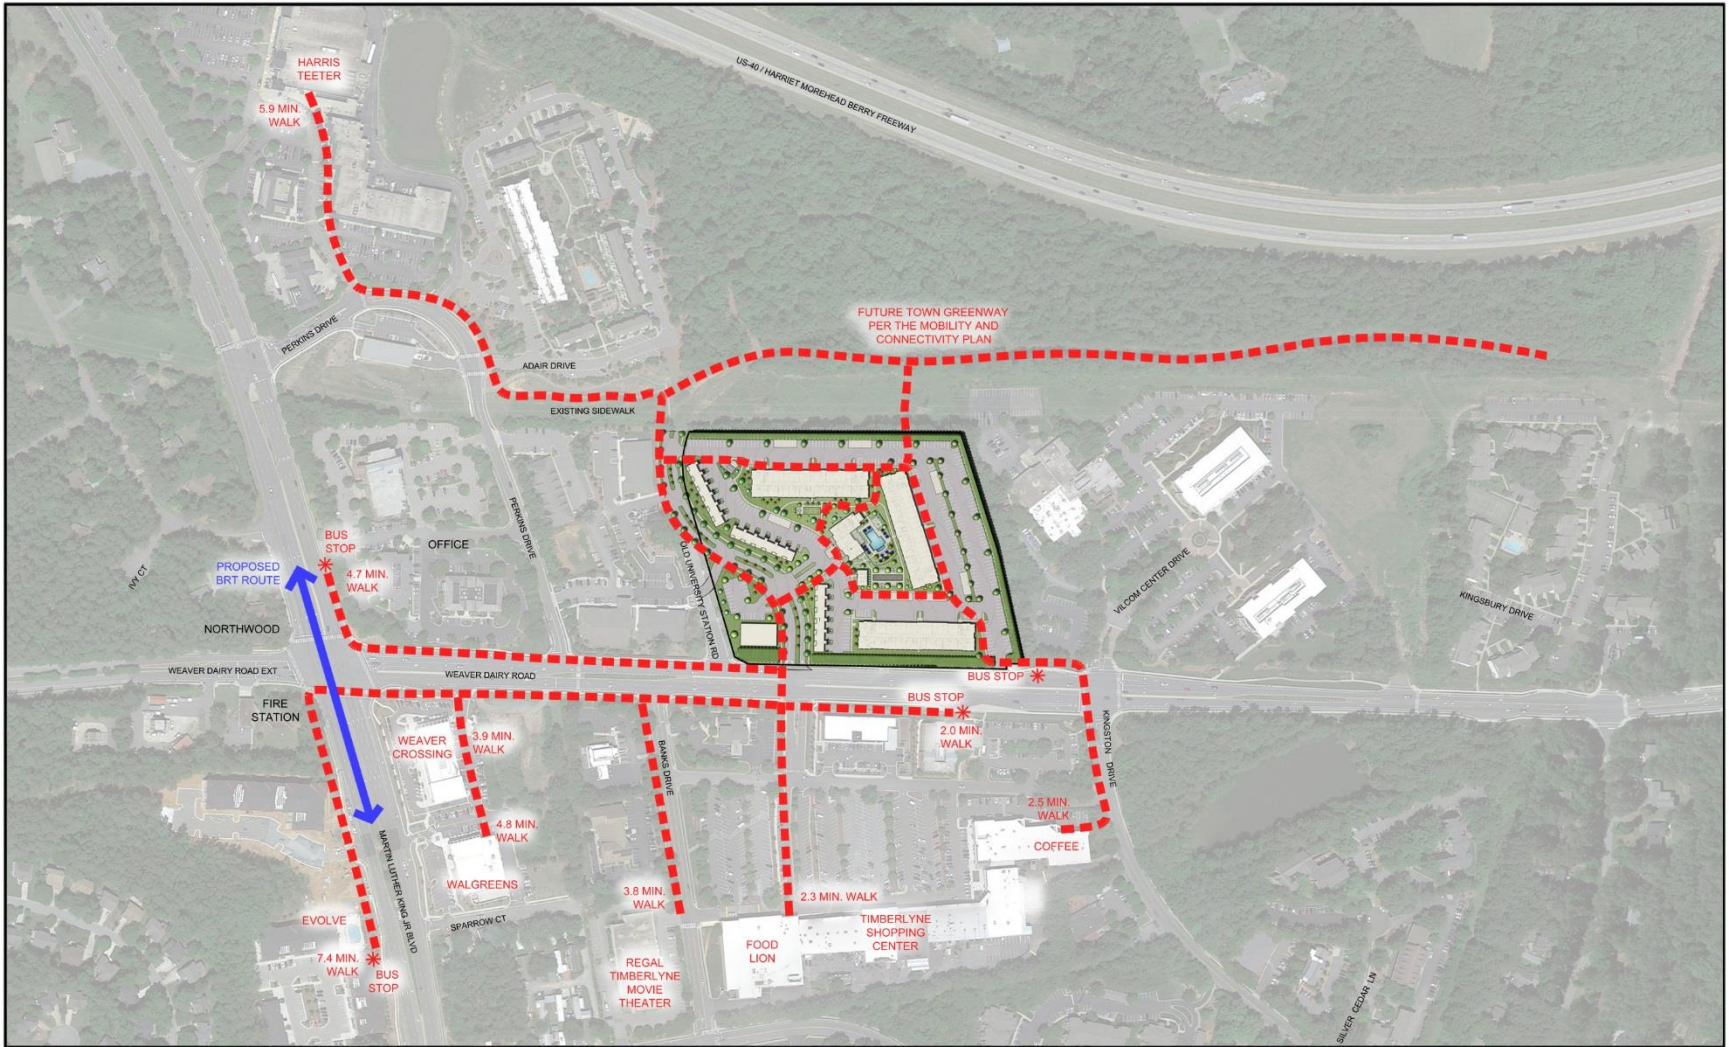 HARRIS
TEETER
5.9 MIN.
WALK
US-40 / HARRIET MOREHEAD BERRY FREEWAY
FUTURE TOWN GREENWAY
PER THE MOBILITY AND
CONNECTIVITY PLAN
PERKINS DRIVE
ADAIR DRIVE
EXISTING SIDEWALK
PERKINS DRIVE
OFFICE
BUS
STOP
4.7 MIN.
WALK
PROPOSED
BRT ROUTE
IVY CT
NORTHWOOD
OLD UNIVERSITY STATION RD
VILCOM CENTER DRIVE
KINGSBURY DRIVE
WEAVER DAIRY ROAD EXT
WEAVER DAIRY ROAD
BUS STOP
BUS STOP
2.0 MIN.
WALK
FIRE
STATION
WEAVER
CROSSING
3.9 MIN.
WALK
BANKS DRIVE
KINGSTON DRIVE
4.8 MIN.
WALK
WALGREENS
2.5 MIN.
WALK
COFFEE
MARTIN LUTHER KING JR BLVD
SPARROW CT
3.8 MIN.
WALK
2.3 MIN. WALK
EVOLVE
7.4 MIN.
WALK
BUS
STOP
REGAL
TIMBERLYNE
MOVIE
THEATER
FOOD
LION
TIMBERLYNE
SHOPPING
CENTER
SILVER CEDAR LN